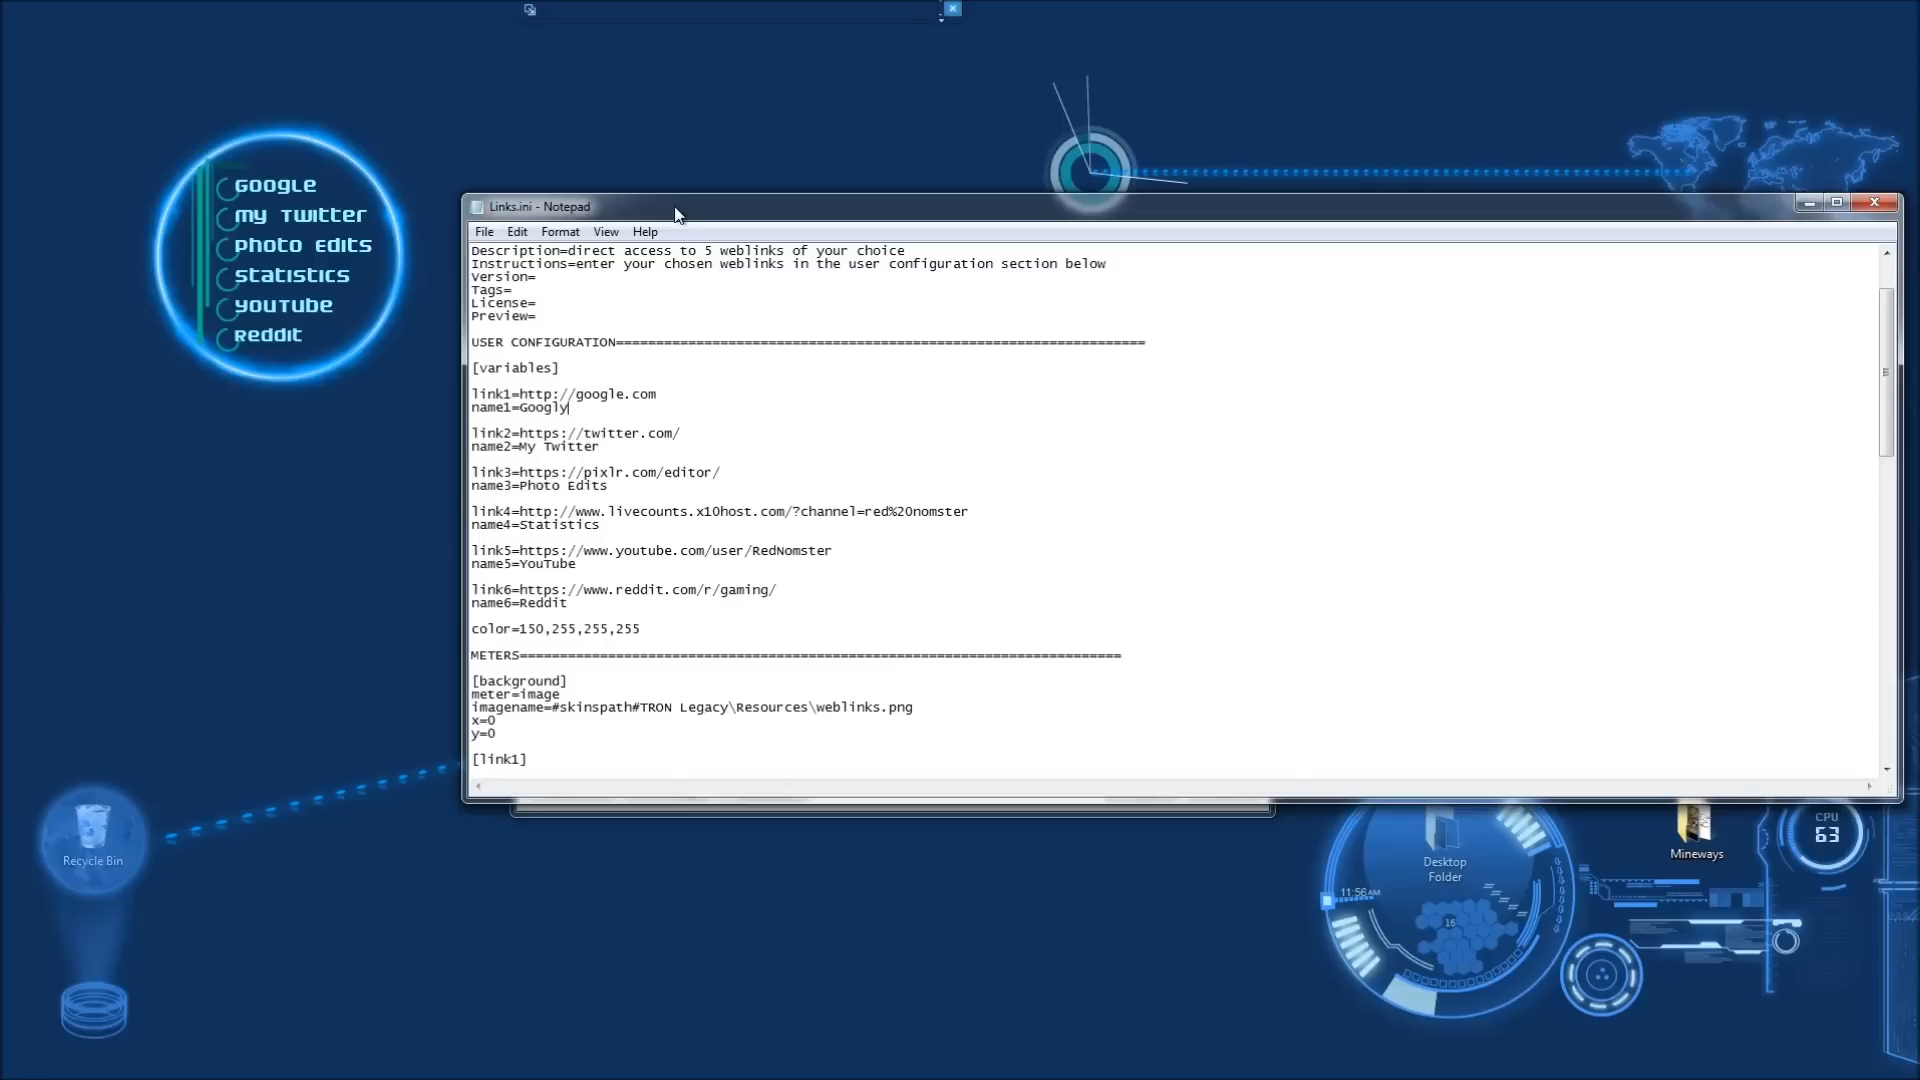 GOOGLE
MY TWITTER
PHOTO EDITS
STATISTICS
YOUTUBE
REDDIT
Links.ini - Notepad
File Edit Format View Help
Description=direct access to 5 weblinks of your choice
Instructions=enter your chosen weblinks in the user configuration section below
Version=
Tags=
License=
Preview=
USER CONFIGURATION==================================================================
[variables]
link1=http://google.com
name1=Googly
link2=https://twitter.com/
name2=My Twitter
link3=https://pixlr.com/editor/
name3=Photo Edits
link4=http://www.livecounts.x10host.com/?channel=red%20nomster
name4=Statistics
link5=https://www.youtube.com/user/RedNomster
name5=YouTube
link6=https://www.reddit.com/r/gaming/
name6=Reddit
color=150,255,255,255
METERS===========================================================================
[background]
meter=image
imagename=#skinspath#TRON Legacy\Resources\weblinks.png
x=0
y=0
[link1]
Recycle Bin
Desktop
Folder
11:56 AM
16
Mineways
CPU
63